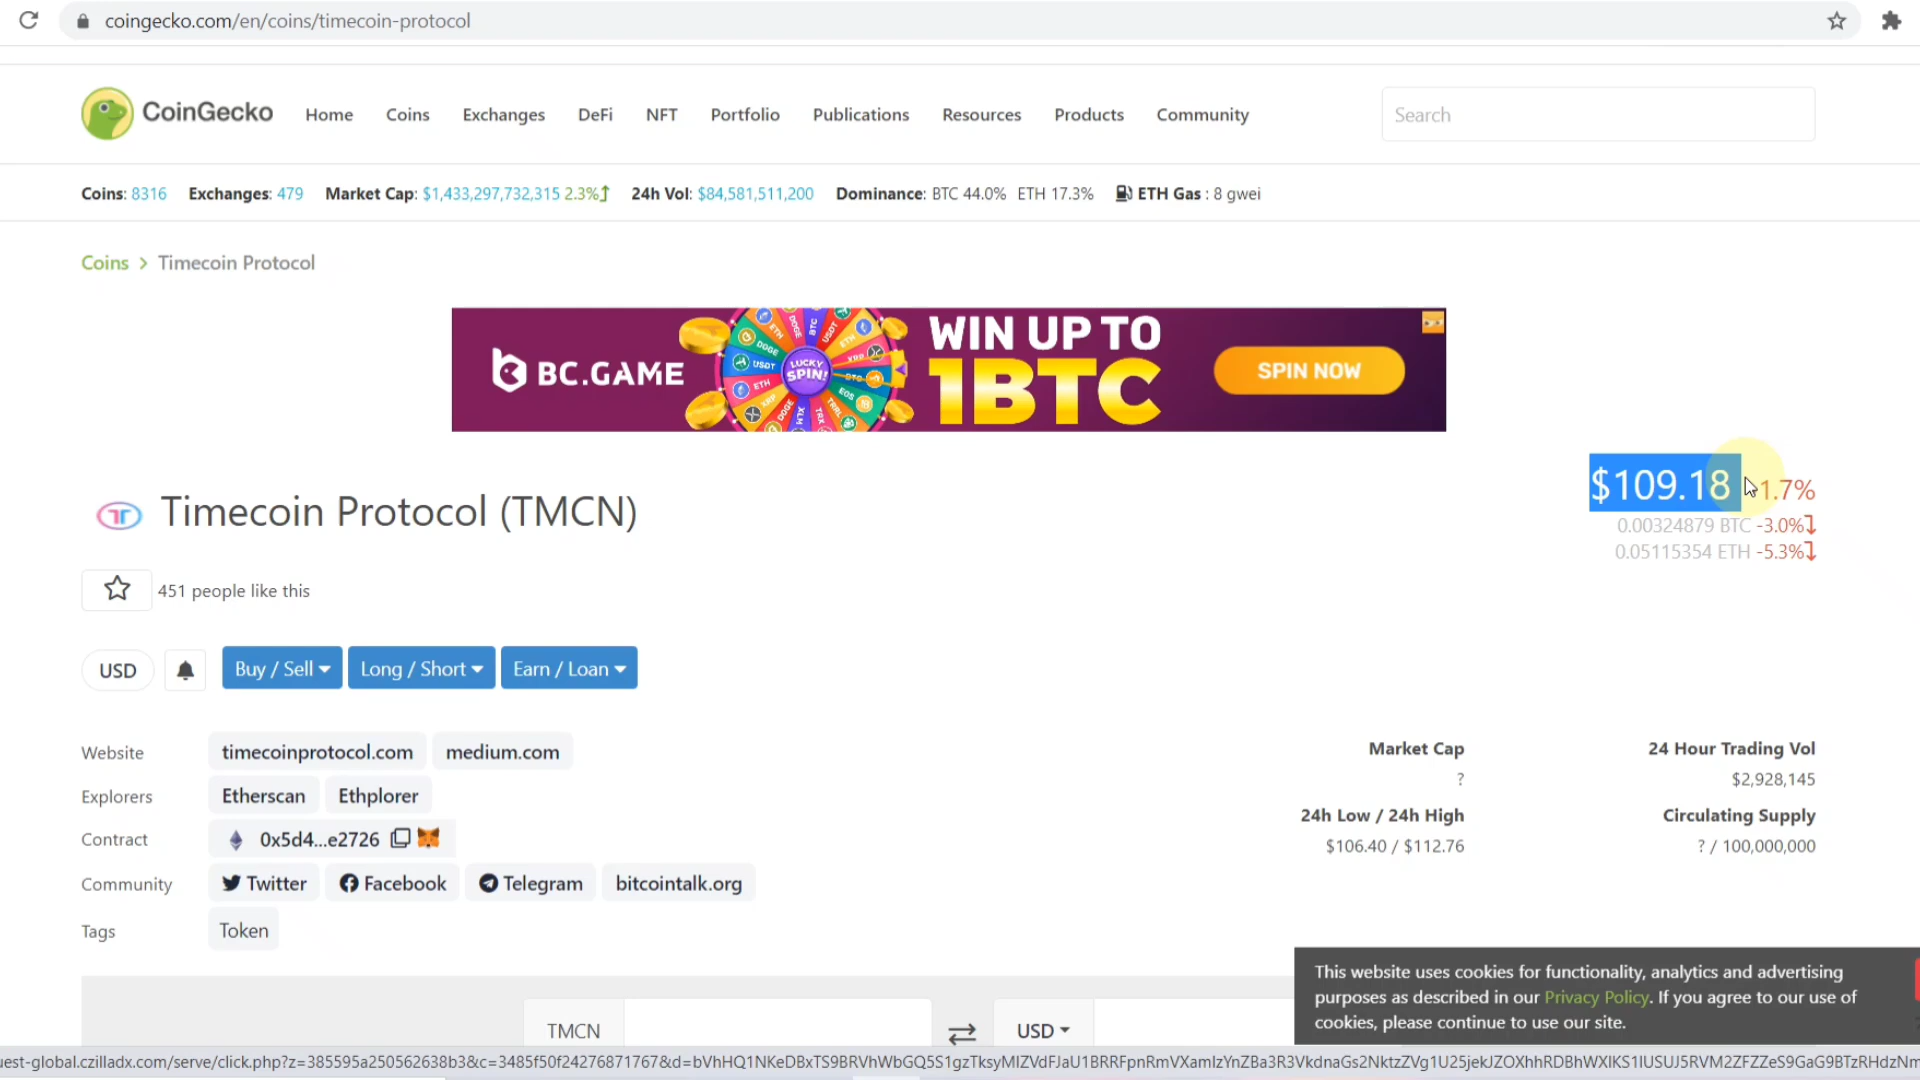 coingecko.com/en/coins/timecoin-protocol
CoinGecko Home Coins Exchanges DeFi NFT Portfolio Publications Resources Products Community Search
Coins: 8316 Exchanges: 479 Market Cap: $1,433,297,732,315 2.3% 24h Vol: $84,581,511,200 Dominance: BTC 44.0% ETH 17.3% ETH Gas : 8 gwei
Coins > Timecoin Protocol
BC.GAME LUCKY SPIN! WIN UP TO 1BTC SPIN NOW
$109.18 1.7%
Timecoin Protocol (TMCN)
0.00324879 BTC -3.0%
0.05115354 ETH -5.3%
451 people like this
USD Buy / Sell Long / Short Earn / Loan
Website timecoinprotocol.com medium.com
Explorers Etherscan Ethplorer
Contract 0x5d4...e2726
Community Twitter Facebook Telegram bitcointalk.org
Tags Token
Market Cap 24 Hour Trading Vol
? $2,928,145
24h Low / 24h High Circulating Supply
$106.40 / $112.76 ? / 100,000,000
This website uses cookies for functionality, analytics and advertising
purposes as described in our Privacy Policy. If you agree to our use of
cookies, please continue to use our site.
TMCN USD